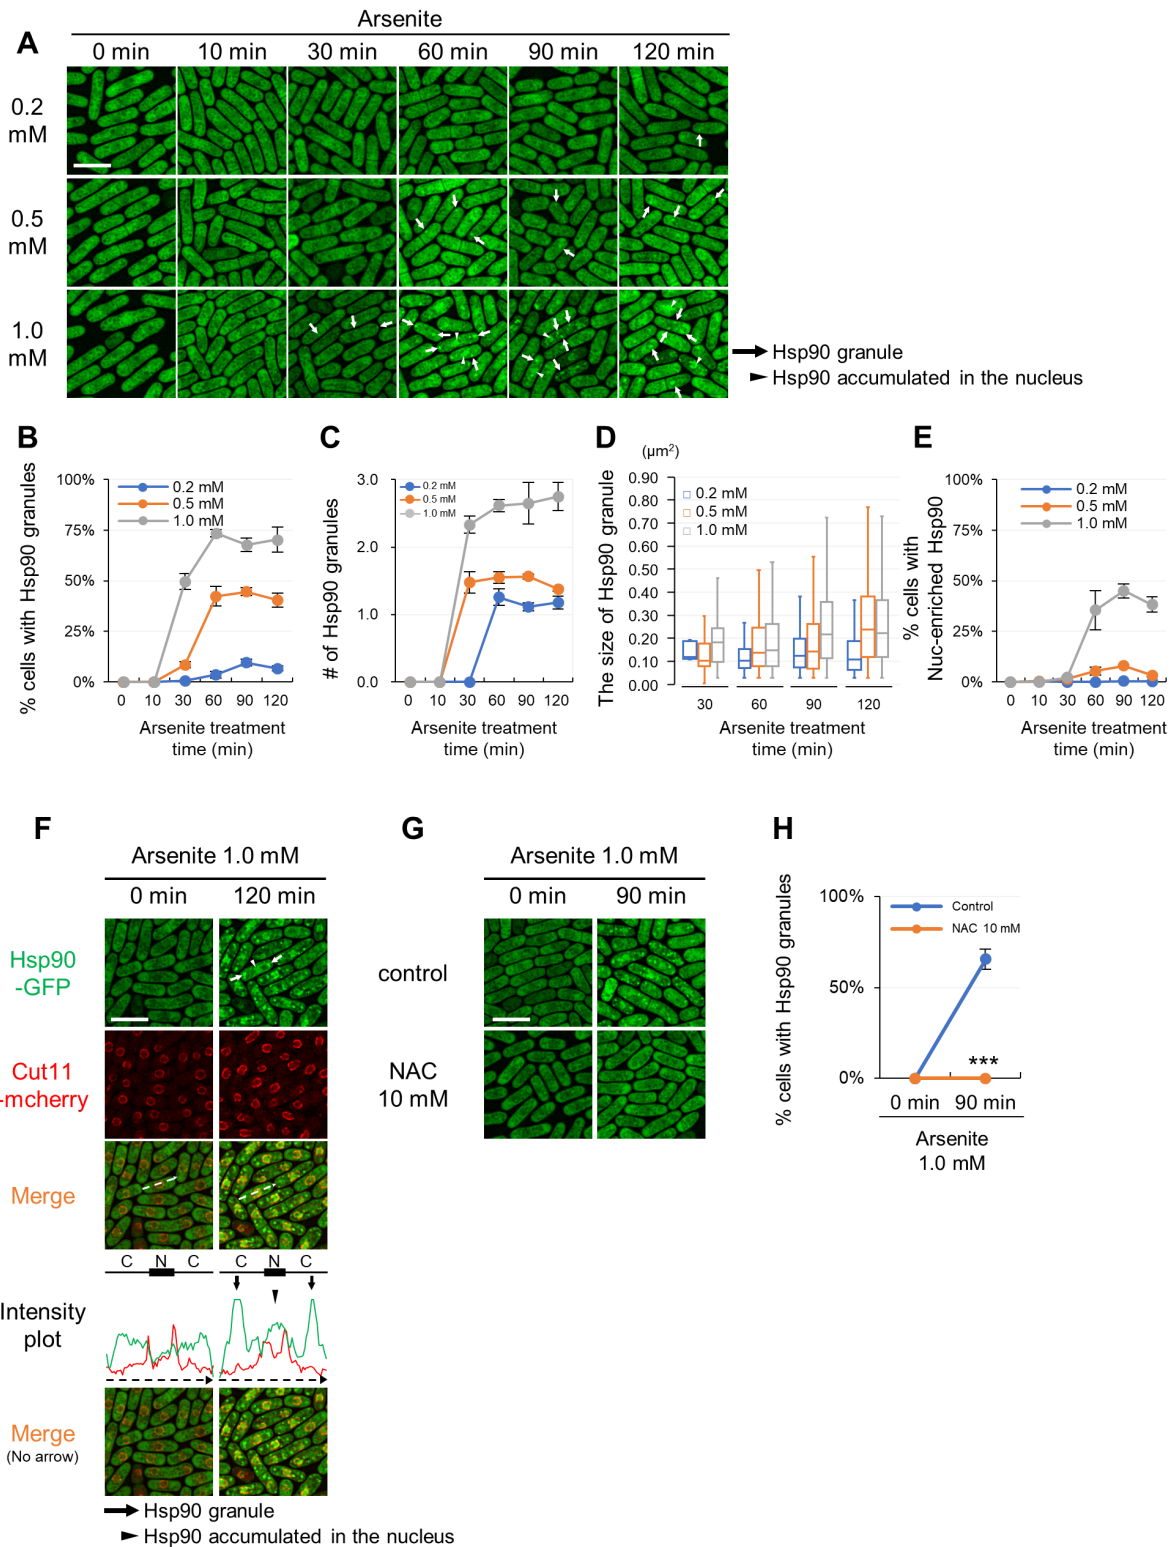 A
Arsenite
0 min 10 min 30 min 60 min 90 min 120 min
0.2
mM
0.5
mM
1.0
mM
Hsp90 granule
Hsp90 accumulated in the nucleus
B
% cells with Hsp90 granules
100%
75%
50%
25%
0%
0.2 mM
0.5 mM
1.0 mM
0 10 30 60 90 120
Arsenite treatment
time (min)
C
# of Hsp90 granules
3.0
2.0
1.0
0.0
0.2 mM
0.5 mM
1.0 mM
0 10 30 60 90 120
Arsenite treatment
time (min)
D
(μm²)
The size of Hsp90 granule
0.90
0.80
0.70
0.60
0.50
0.40
0.30
0.20
0.10
0.00
0.2 mM
0.5 mM
1.0 mM
30 60 90 120
Arsenite treatment
time (min)
E
% cells with
Nuc-enriched Hsp90
100%
75%
50%
25%
0%
0.2 mM
0.5 mM
1.0 mM
0 10 30 60 90 120
Arsenite treatment
time (min)
F
Arsenite 1.0 mM
0 min 120 min
Hsp90
-GFP
Cut11
-mcherry
Merge
C N C C N C
Intensity
plot
Merge
(No arrow)
Hsp90 granule
Hsp90 accumulated in the nucleus
G
Arsenite 1.0 mM
0 min 90 min
control
NAC
10 mM
H
% cells with Hsp90 granules
100%
50%
0%
Control
NAC 10 mM
***
0 min 90 min
Arsenite
1.0 mM